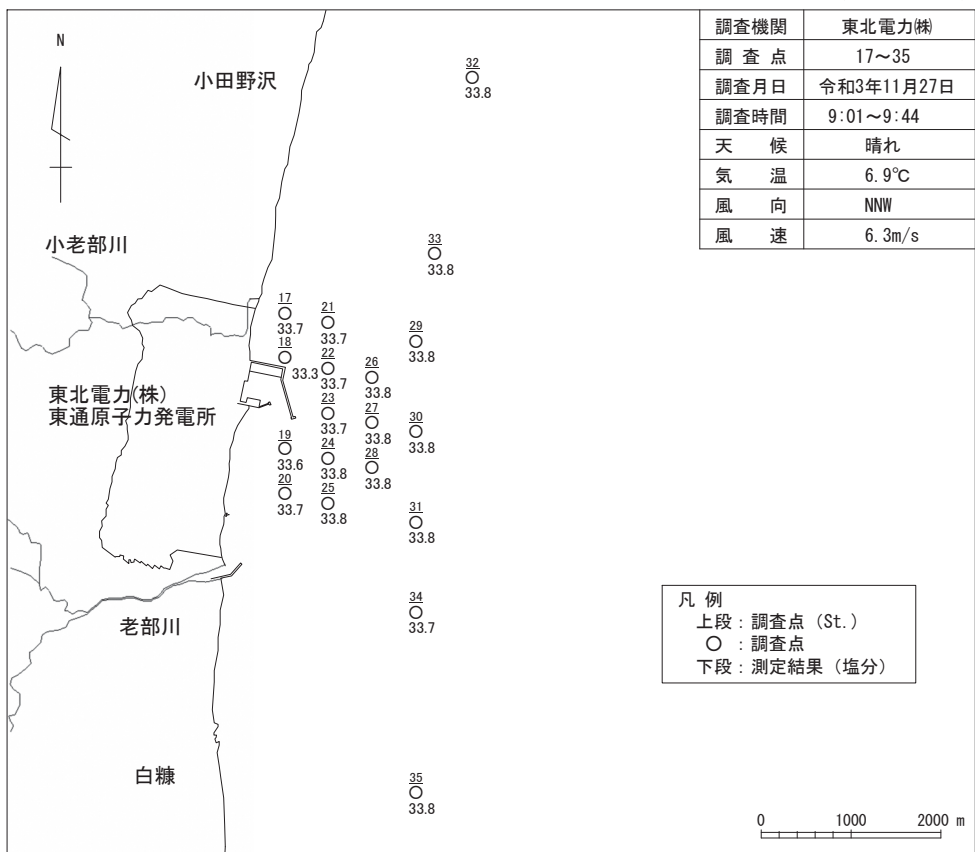 調査機関 東北電力㈱
調査点 17～35
調査月日 令和3年11月27日
調査時間 9:01～9:44
天候 晴れ
気温 6.9℃
風向 NNW
風速 6.3m/s
N
小田野沢
32
33.8
小老部川
33
33.8
17
33.7
21
33.7
18
33.3
29
33.8
22
33.7
26
33.8
東北電力(株)
東通原子力発電所
23
33.7
27
33.8
30
33.8
19
33.6
24
33.8
28
33.8
20
33.7
25
33.8
31
33.8
34
33.7
老部川
凡 例
上段：調査点（St.）
○ ：調査点
下段：測定結果（塩分）
白糠
35
33.8
0 1000 2000 m